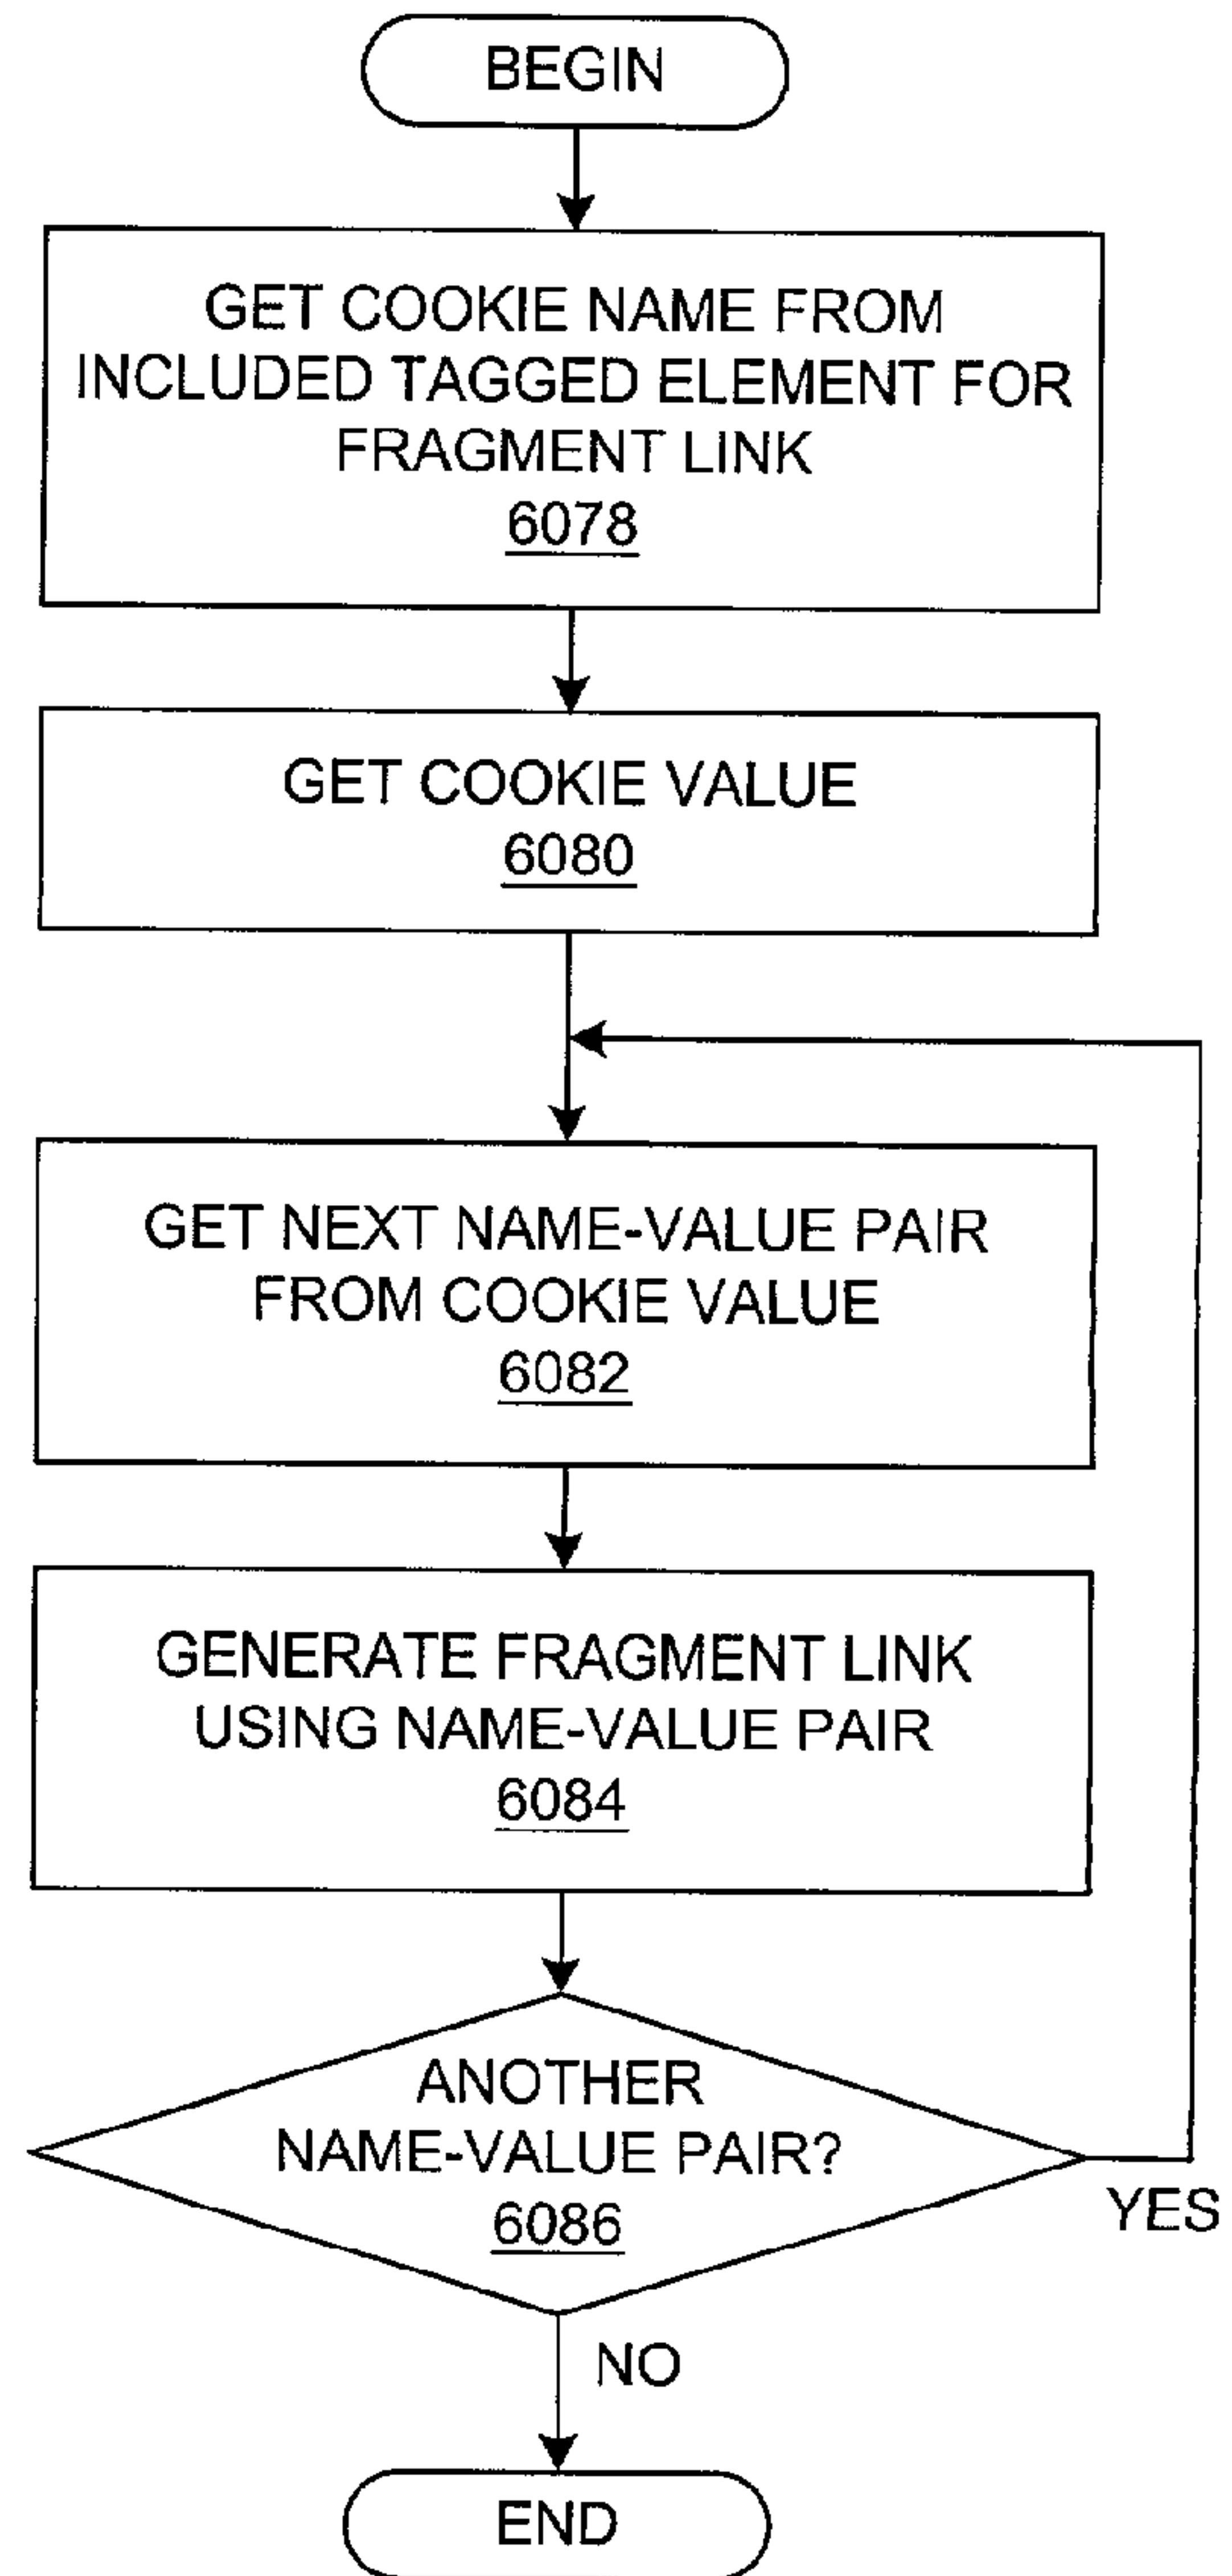 BEGIN
GET COOKIE NAME FROM
INCLUDED TAGGED ELEMENT FOR
FRAGMENT LINK
6078
GET COOKIE VALUE
6080
GET NEXT NAME-VALUE PAIR
FROM COOKIE VALUE
6082
GENERATE FRAGMENT LINK
USING NAME-VALUE PAIR
6084
ANOTHER
NAME-VALUE PAIR?
6086
YES
NO
END